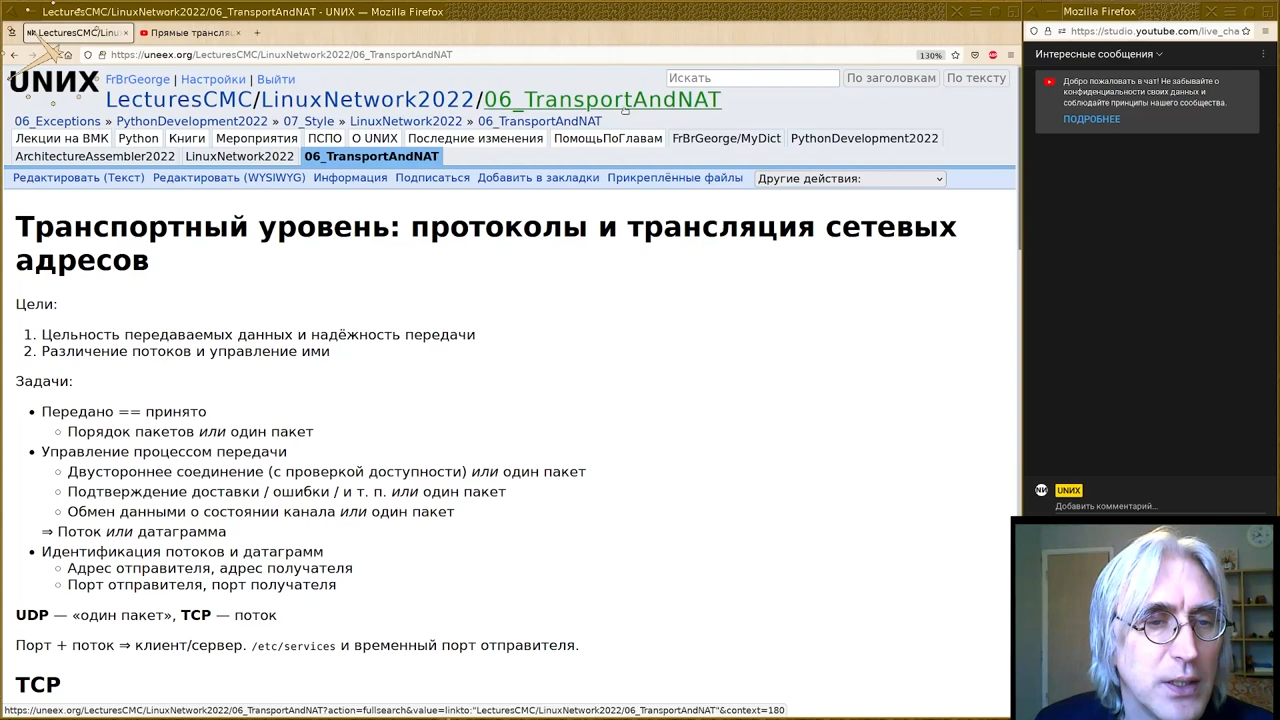 LecturesCMC/LinuxNetwork2022/06_TransportAndNAT - UNИX — Mozilla Firefox
Mozilla Firefox
LecturesCMC/Linu
Прямые трансля
https://uneex.org/LecturesCMC/LinuxNetwork2022/06_TransportAndNAT
130%
https://studio.youtube.com/live_cha
UNИX
FrBrGeorge | Настройки | Выйти
Искать
По заголовкам
По тексту
LecturesCMC/LinuxNetwork2022/06_TransportAndNAT
06_Exceptions » PythonDevelopment2022 » 07_Style » LinuxNetwork2022 » 06_TransportAndNAT
Лекции на ВМК Python Книги Мероприятия ПСПО О UNИX Последние изменения ПомощьПоГлавам FrBrGeorge/MyDict PythonDevelopment2022
ArchitectureAssembler2022 LinuxNetwork2022 06_TransportAndNAT
Редактировать (Текст) Редактировать (WYSIWYG) Информация Подписаться Добавить в закладки Прикреплённые файлы Другие действия:
Транспортный уровень: протоколы и трансляция сетевых
адресов
Цели:
1. Цельность передаваемых данных и надёжность передачи
2. Различение потоков и управление ими
Задачи:
• Передано == принято
◦ Порядок пакетов или один пакет
• Управление процессом передачи
◦ Двустороннее соединение (с проверкой доступности) или один пакет
◦ Подтверждение доставки / ошибки / и т. п. или один пакет
◦ Обмен данными о состоянии канала или один пакет
⇒ Поток или датаграмма
• Идентификация потоков и датаграмм
◦ Адрес отправителя, адрес получателя
◦ Порт отправителя, порт получателя
UDP — «один пакет», TCP — поток
Порт + поток ⇒ клиент/сервер. /etc/services и временный порт отправителя.
TCP
https://uneex.org/LecturesCMC/LinuxNetwork2022/06_TransportAndNAT?action=fullsearch&value=linkto:"LecturesCMC/LinuxNetwork2022/06_TransportAndNAT"&context=180
Интересные сообщения
Добро пожаловать в чат! Не забывайте о
конфиденциальности своих данных и
соблюдайте принципы нашего сообщества.
ПОДРОБНЕЕ
UNИX
Добавить комментарий...